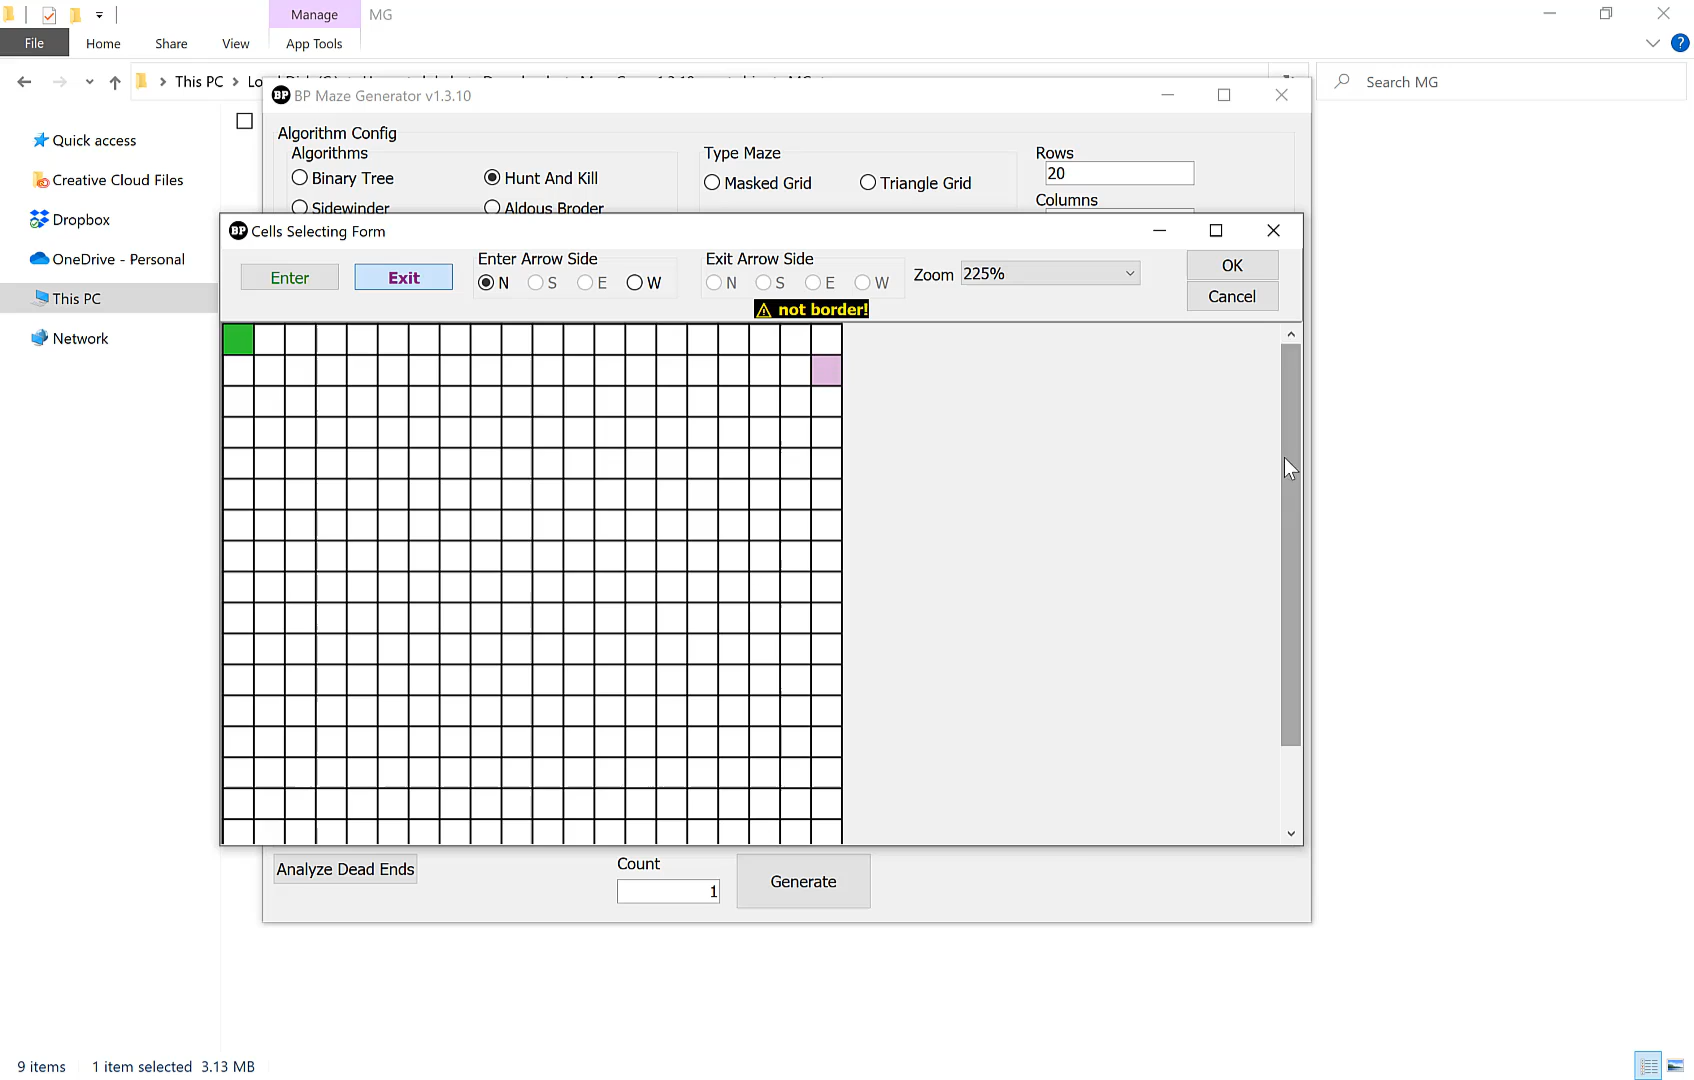 Manage MG
File Home Share View App Tools
This PC Lo
Search MG
BP BP Maze Generator v1.3.10
Quick access
Creative Cloud Files
Dropbox
OneDrive - Personal
This PC
Network
Algorithm Config
Algorithms
Binary Tree Hunt And Kill
Sidewinder Aldous Broder
Type Maze
Masked Grid Triangle Grid
Rows
20
Columns
BP Cells Selecting Form
Enter Exit
Enter Arrow Side
N S E W
Exit Arrow Side
N S E W
not border!
Zoom 225%
OK
Cancel
Analyze Dead Ends
Count
1
Generate
9 items 1 item selected 3.13 MB